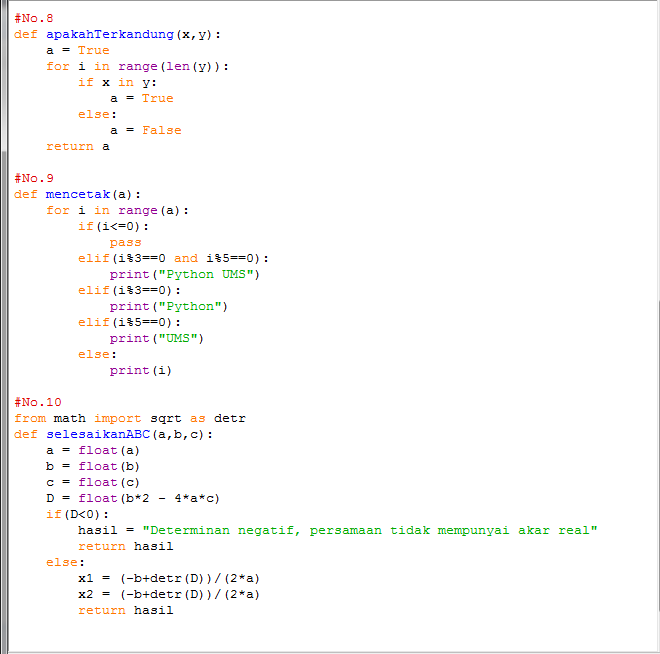 #No.8
def apakahTerkandung(x,y):
    a = True
    for i in range(len(y)):
        if x in y:
            a = True
        else:
            a = False
    return a

#No.9
def mencetak(a):
    for i in range(a):
        if(i<=0):
            pass
        elif(i%3==0 and i%5==0):
            print("Python UMS")
        elif(i%3==0):
            print("Python")
        elif(i%5==0):
            print("UMS")
        else:
            print(i)

#No.10
from math import sqrt as detr
def selesaikanABC(a,b,c):
    a = float(a)
    b = float(b)
    c = float(c)
    D = float(b*2 - 4*a*c)
    if(D<0):
        hasil = "Determinan negatif, persamaan tidak mempunyai akar real"
        return hasil
    else:
        x1 = (-b+detr(D))/(2*a)
        x2 = (-b+detr(D))/(2*a)
        return hasil